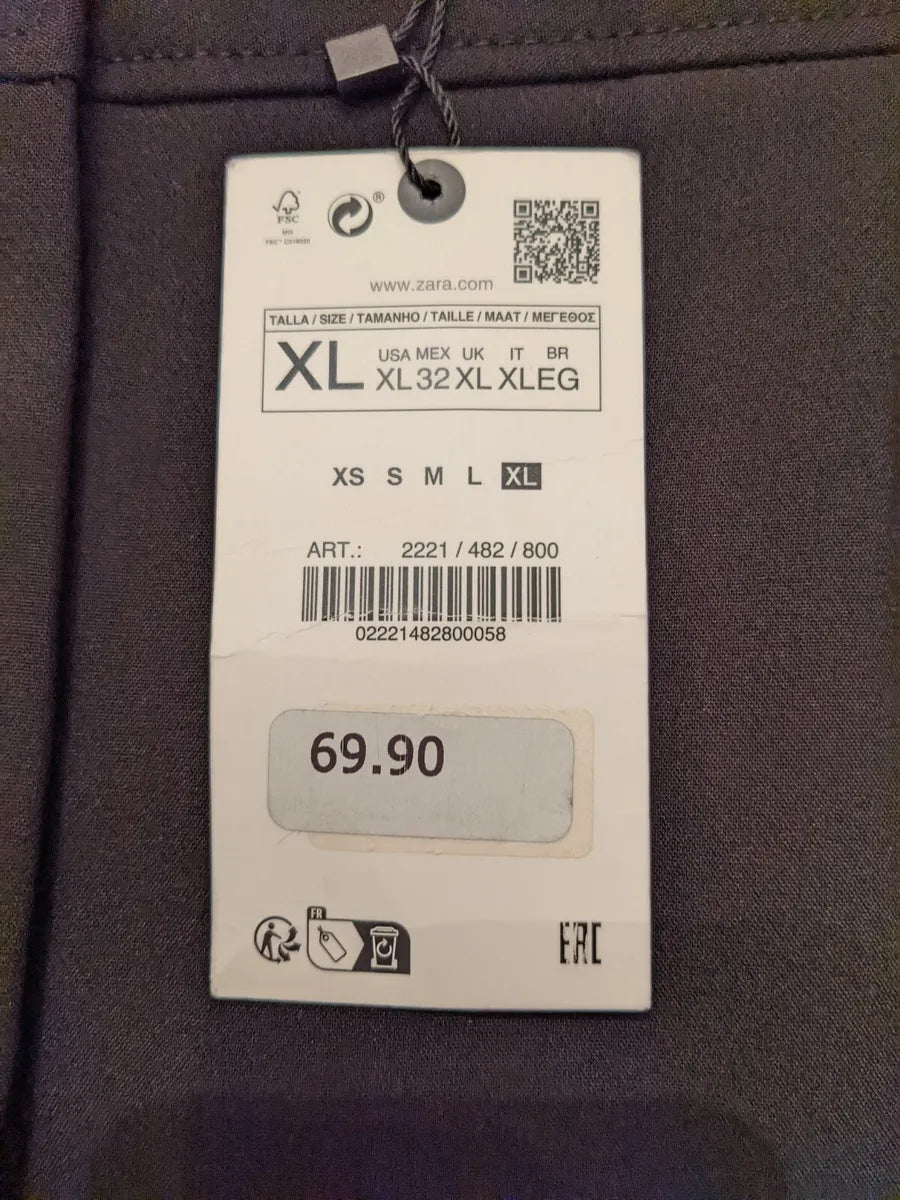 FSC
MIX
®
www.zara.com
TALLA / SIZE / TAMANHO / TAILLE / MAAT / ΜΕΓΕΘΟΣ
XL
USA MEX UK IT BR
XL 32 XL XL EG
XS S M L XL
ART.: 2221 / 482 / 800
02221482800058
69.90
FR
EAC